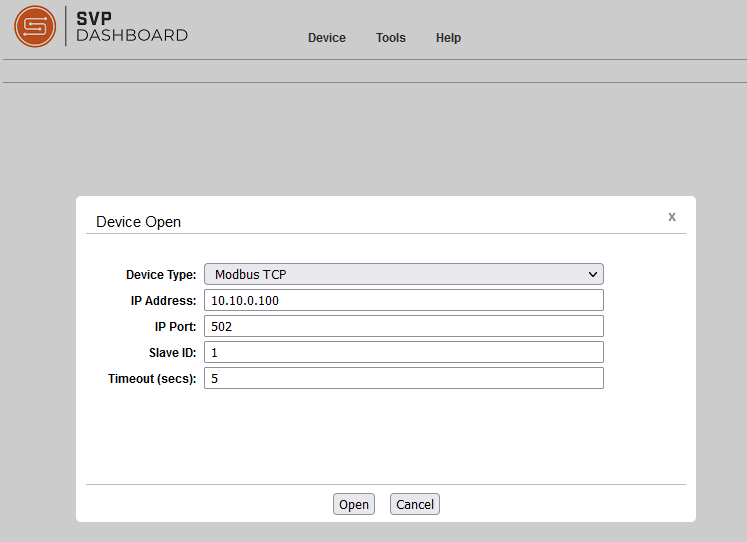 SVP
DASHBOARD
Device Tools Help
Device Open x
Device Type: Modbus TCP
IP Address: 10.10.0.100
IP Port: 502
Slave ID: 1
Timeout (secs): 5
Open Cancel